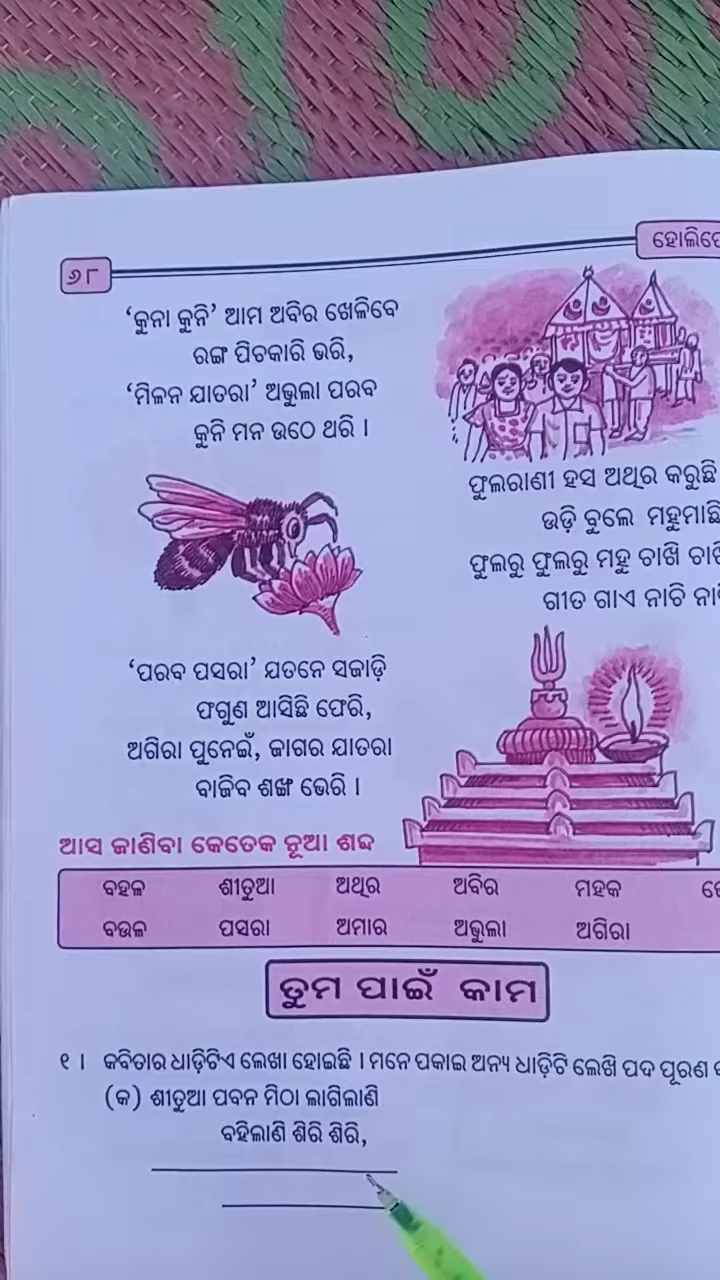 ୬୮
‘କୁନା କୁନି’ ଆମ ଅବିର ଖେଳିବେ
ରଙ୍ଗ ପିଚକାରି ଭରି,
‘ମିଳନ ଯାତରା’ ଅଭୁଲା ପରବ
କୁନି ମନ ଉଠେ ଥରି ।
ଫୁଲରାଣୀ ହସ ଅଥିର କରୁଛି
ଉଡ଼ି ବୁଲେ ମହୁମାଛି
ଫୁଲରୁ ଫୁଲରୁ ମହୁ ଚାଖି
ଗୀତ ଗାଏ ନାଚି
‘ପରବ ପସରା’ ଯତନେ ସଜାଡ଼ି
ଫଗୁଣ ଆସିଛି ଫେରି,
ଅଗିରା ପୁନେଇଁ, ଜାଗର ଯାତରା
ବାଜିବ ଶଙ୍ଖ ଭେରି ।
ଆସ ଜାଣିବା କେତେକ ନୂଆ ଶବ୍ଦ
ବହଳ ଶୀତୁଆ ଅଥିର ଅବିର ମହକ
ବଉଳ ପସରା ଅମାର ଅଭୁଲା ଅଗିରା
ତୁମ ପାଇଁ କାମ
୧ । କବିତାର ଧାଡ଼ିଟିଏ ଲେଖା ହୋଇଛି । ମନେ ପକାଇ ଅନ୍ୟ ଧାଡ଼ିଟି ଲେଖି ପଦ ପୂରଣ
(କ) ଶୀତୁଆ ପବନ ମିଠା ଲାଗିଲାଣି
ବହିଲାଣି ଶିରି ଶିରି,